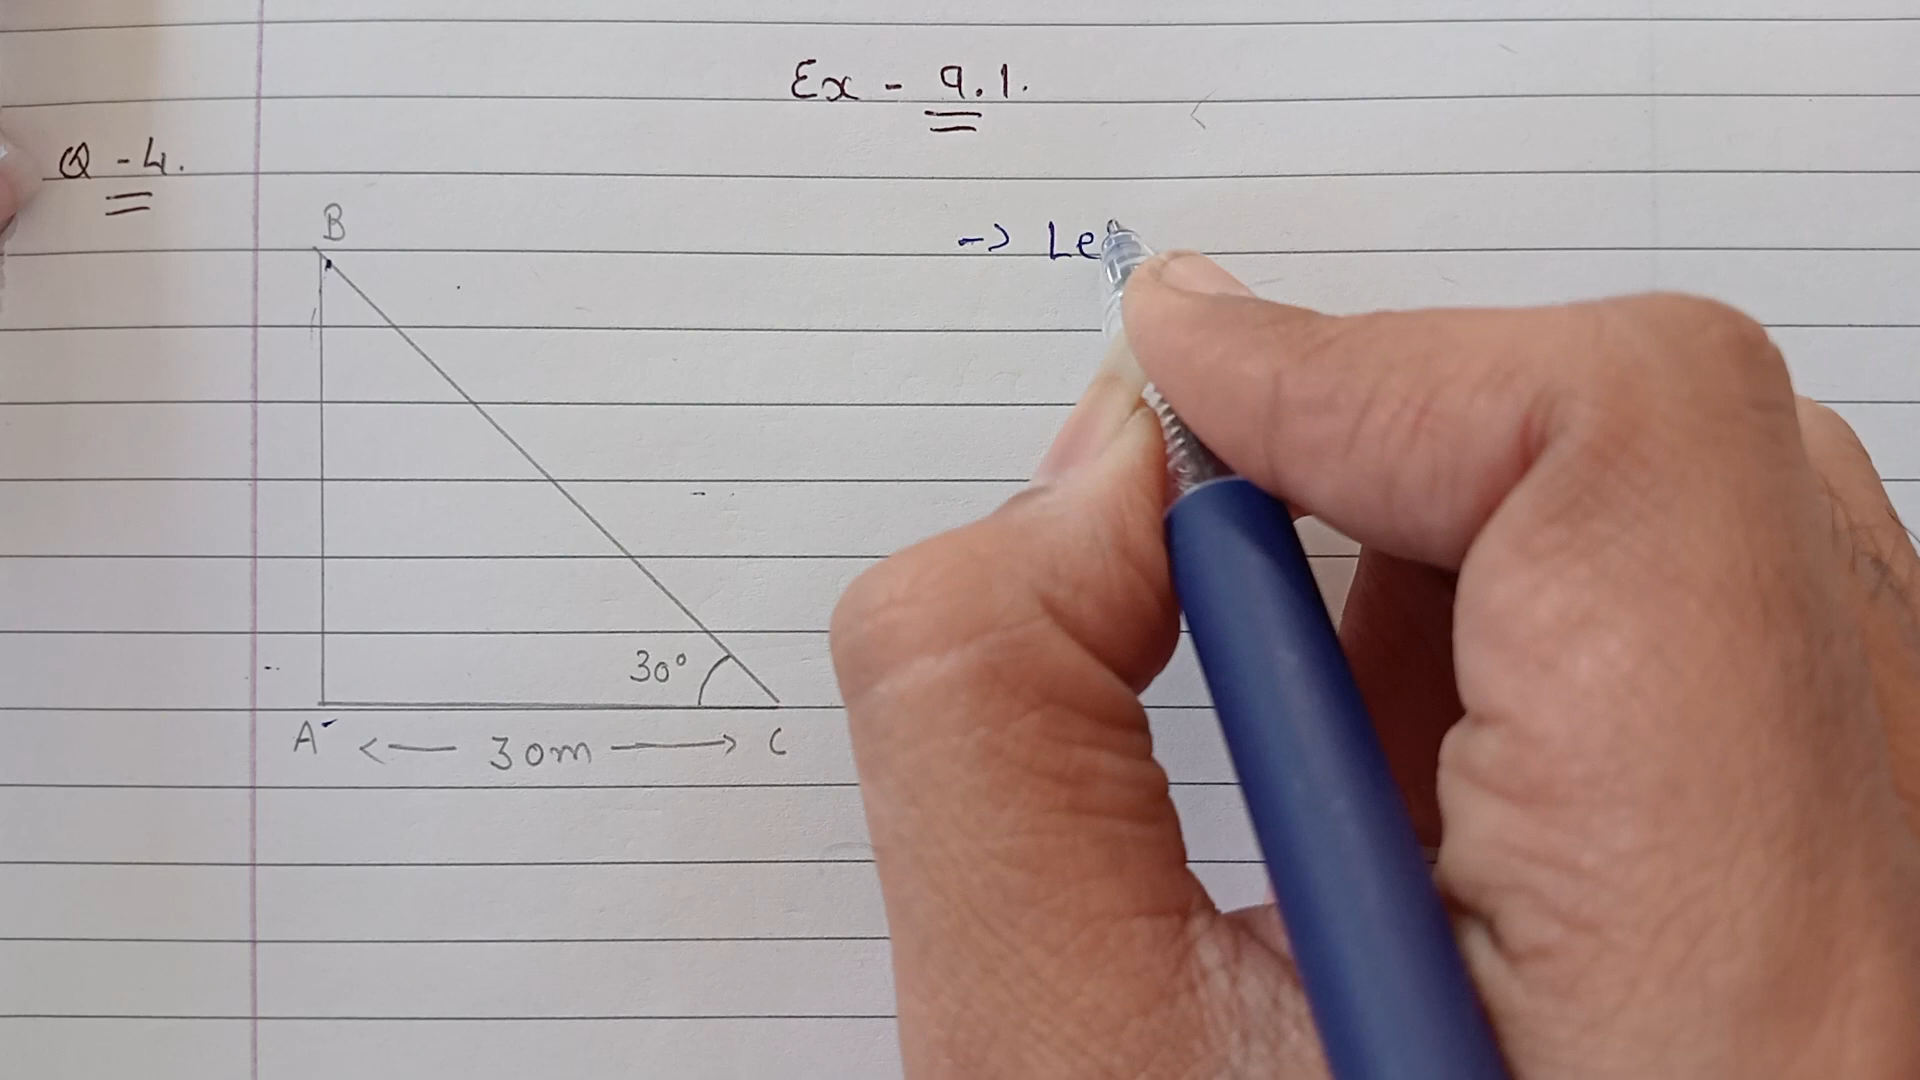 Ex - 9.1.
Q - 4.
B
-> Le
30°
A <— 30m —> C